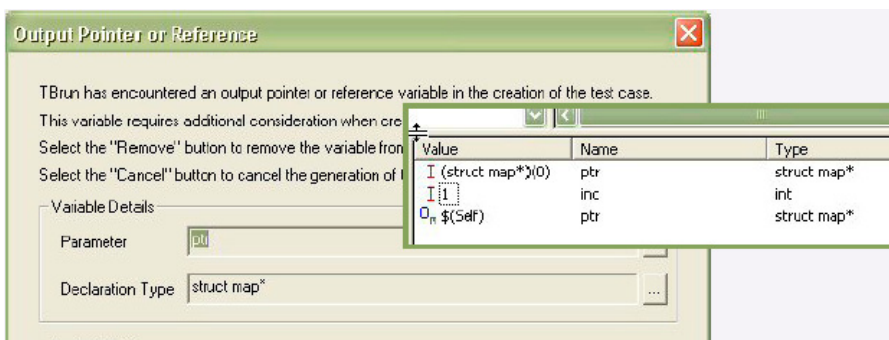 Output Pointer or Reference
TBrun has encountered an output pointer or reference variable in the creation of the test case.
This variable requires additional consideration when cre
Select the "Remove" button to remove the variable from
Select the "Cancel" button to cancel the generation of
Variable Details
Parameter ptr
Declaration Type struct map* ...
Value Name Type
I (struct map*)(0) ptr struct map*
I 1 inc int
$(Self) ptr struct map*